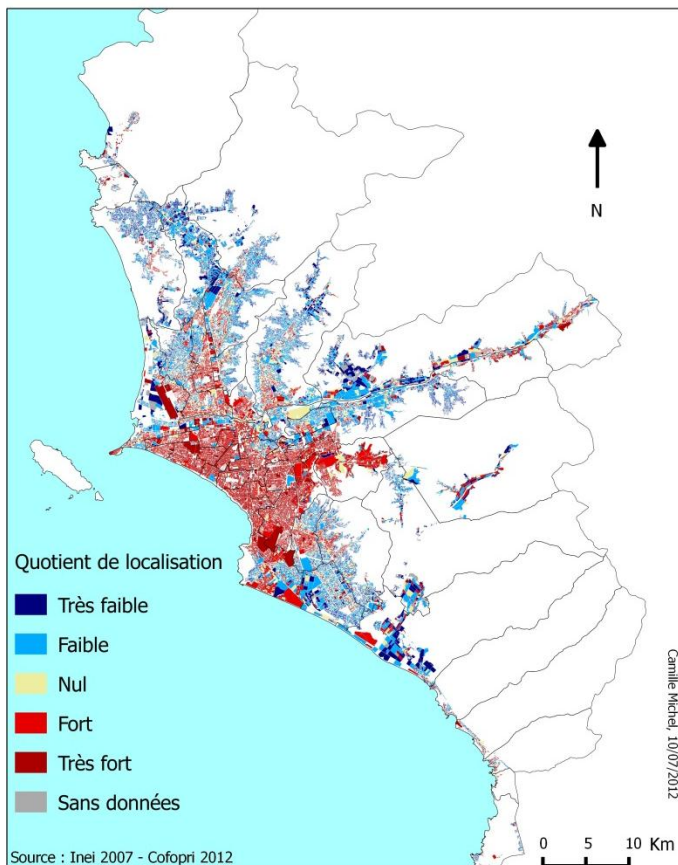 N
Quotient de localisation
Très faible
Faible
Nul
Fort
Très fort
Sans données
Camille Michel, 10/07/2012
Source : Inei 2007 - Cofopri 2012
0 5 10 Km